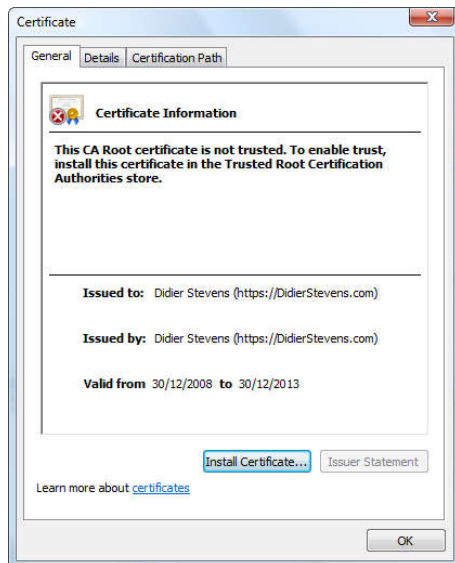 Certificate
General Details Certification Path
Certificate Information
This CA Root certificate is not trusted. To enable trust,
install this certificate in the Trusted Root Certification
Authorities store.
Issued to: Didier Stevens (https://DidierStevens.com)
Issued by: Didier Stevens (https://DidierStevens.com)
Valid from 30/12/2008 to 30/12/2013
Install Certificate... Issuer Statement
Learn more about certificates
OK